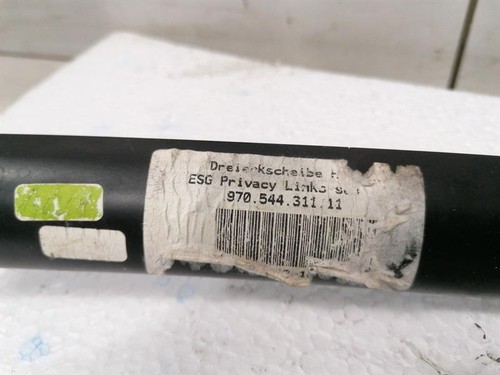 Dreieckscheibe
ESG Privacy Links
970.544.311.11